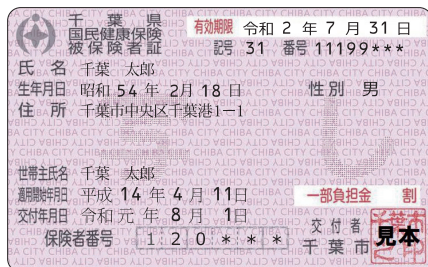 千葉県
国民健康保険
被保険者証
有効期限 令和 2 年 7 月 31 日
記号 31 番号 11199***
氏名 千葉 太郎
生年月日 昭和 54 年 2月 18 日 性別 男
住所 千葉市中央区千葉港1−1
世帯主氏名 千葉 太郎
適用開始年月日 平成 14 年 4 月 11日
交付年月日 令和 元 年 8 月 1日
一部負担金 割
保険者番号 120***
交付者
千葉市
見本